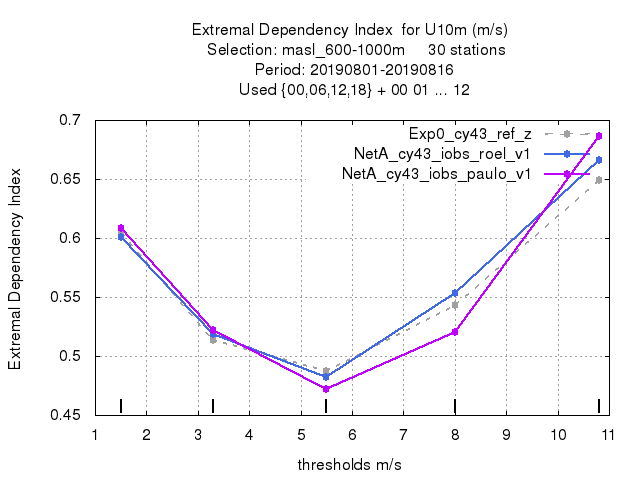 Extremal Dependency Index  for U10m (m/s)
Selection: masl_600-1000m     30 stations
Period: 20190801-20190816
Used {00,06,12,18} + 00 01 ... 12
Exp0_cy43_ref_z
NetA_cy43_iobs_roel_v1
NetA_cy43_iobs_paulo_v1
Extremal Dependency Index
0.7
0.65
0.6
0.55
0.5
0.45
1 2 3 4 5 6 7 8 9 10 11
thresholds m/s